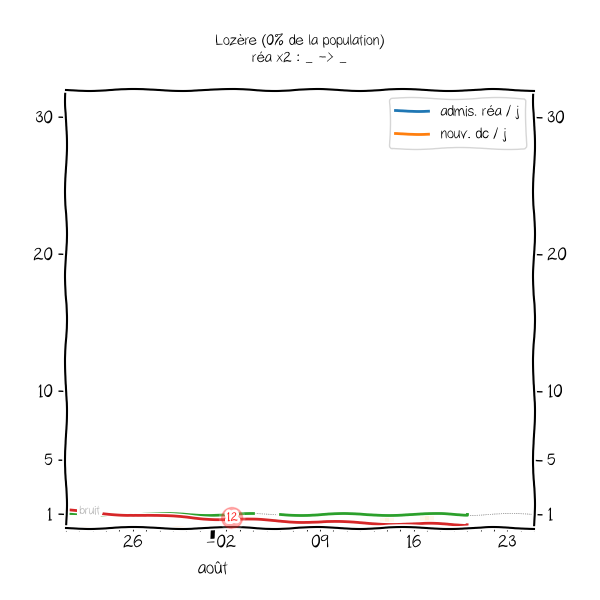 Lozère (0% de la population)
réa x2 : _ -> _
admis. réa / j
nouv. dc / j
30
30
20
20
10
10
5
5
1
bruit
12
1
26
02
09
16
23
août